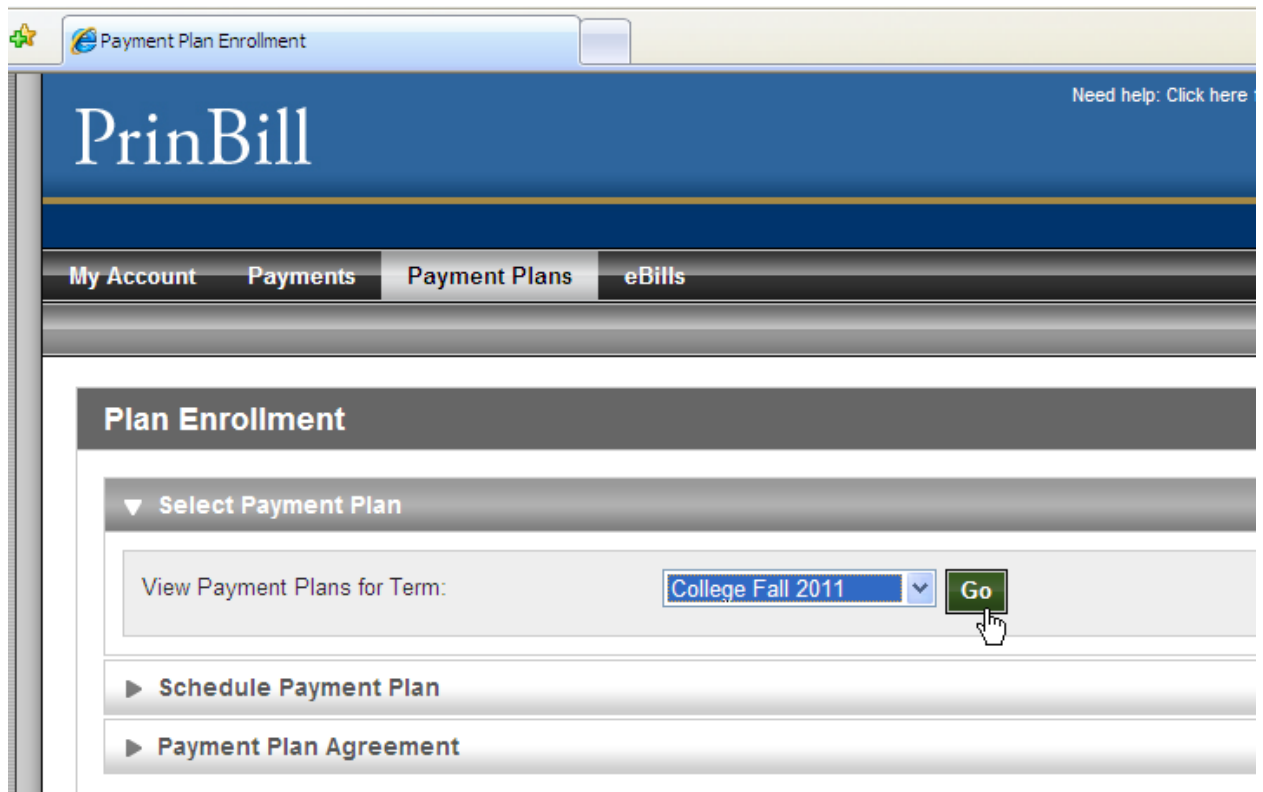 Payment Plan Enrollment
Need help: Click here
PrinBill
My Account Payments Payment Plans eBills
Plan Enrollment
Select Payment Plan
View Payment Plans for Term: College Fall 2011 Go
Schedule Payment Plan
Payment Plan Agreement